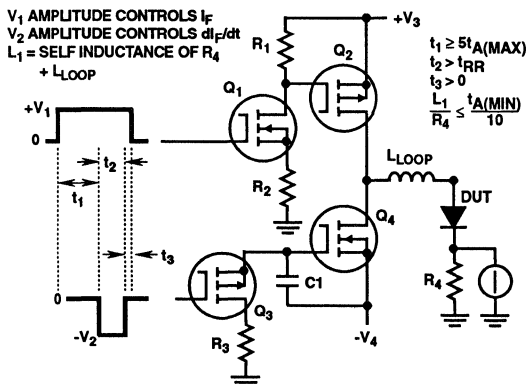 V1 AMPLITUDE CONTROLS IF
V2 AMPLITUDE CONTROLS dIF/dt
L1 = SELF INDUCTANCE OF R4
+ LLOOP
+V3
R1
Q2
t1 ≥ 5tA(MAX)
t2 > tRR
t3 > 0
L1/R4 ≤ tA(MIN)/10
Q1
+V1
0
t2
R2
LLOOP
DUT
t1
Q4
t3
C1
R4
0
Q3
-V2
R3
-V4